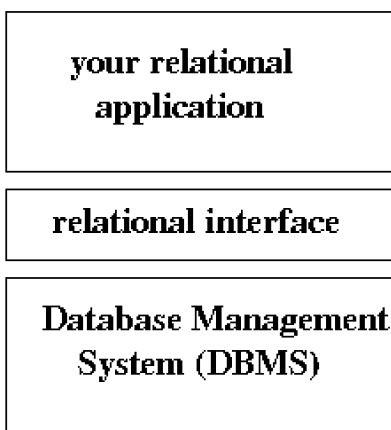 your relational
application
relational interface
Database Management
System (DBMS)